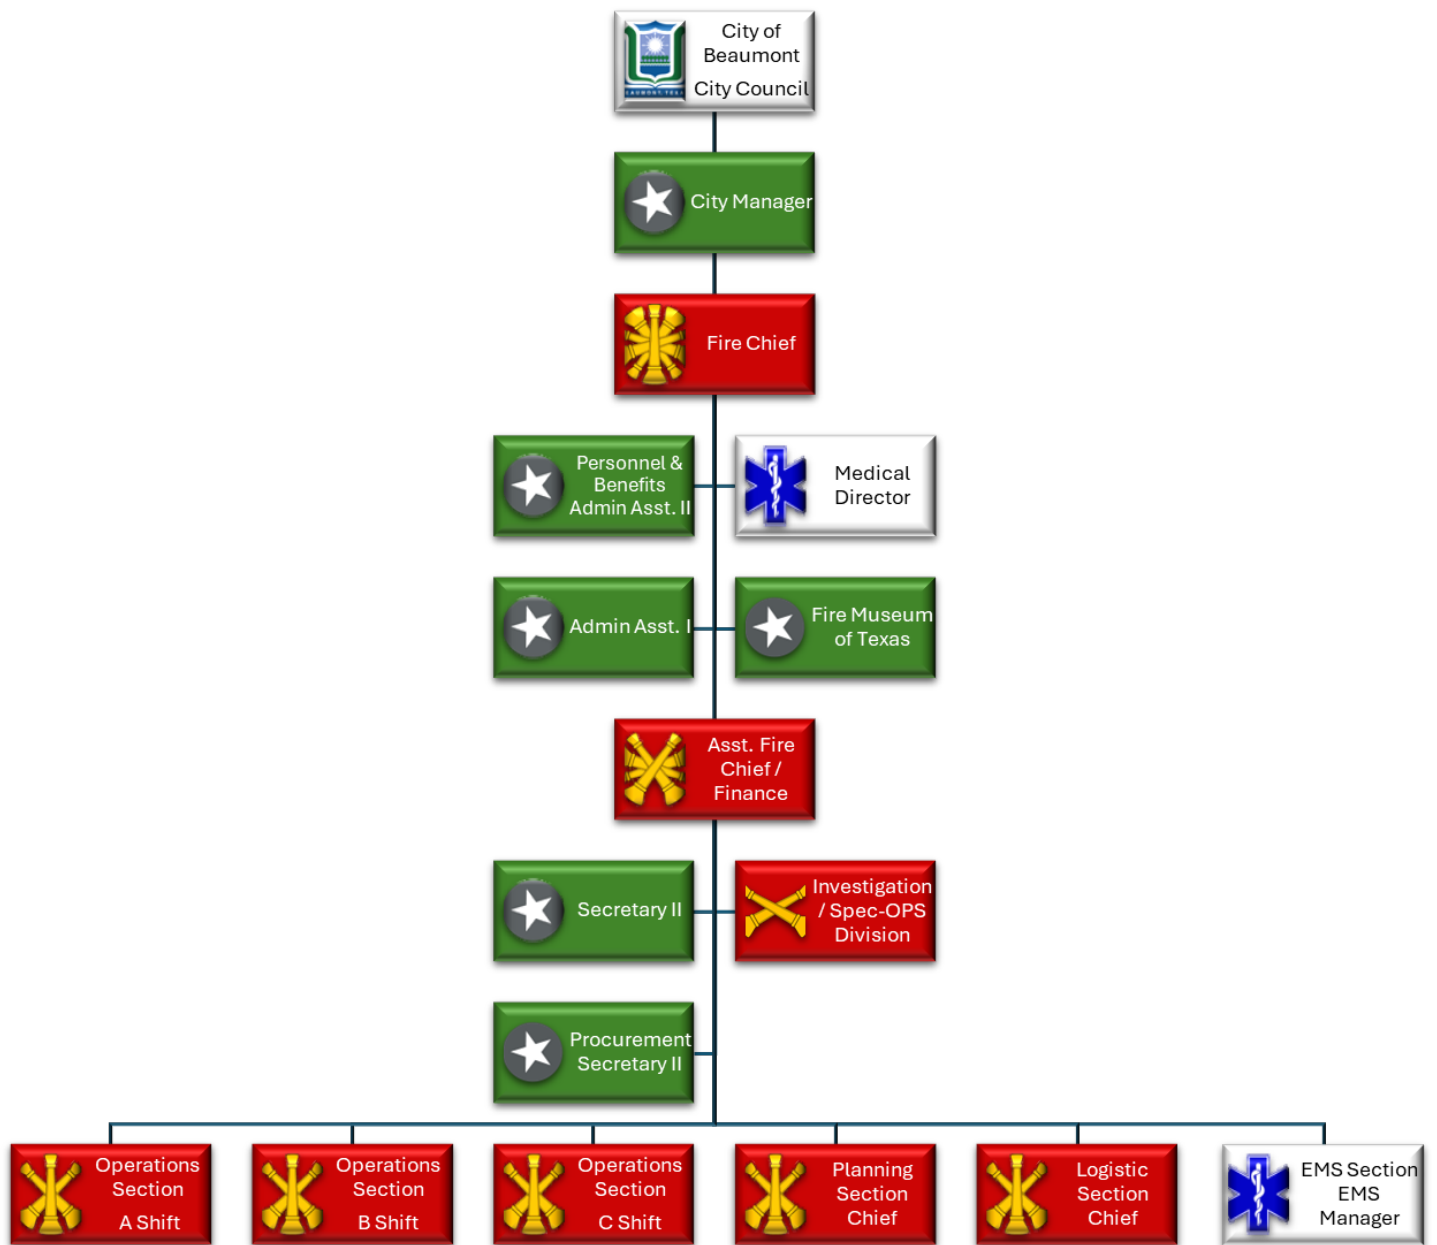 City of
Beaumont
City Council
City Manager
Fire Chief
Personnel &
Benefits
Admin Asst. II
Medical
Director
Admin Asst. I
Fire Museum
of Texas
Asst. Fire
Chief /
Finance
Secretary II
Investigation
/ Spec-OPS
Division
Procurement
Secretary II
Operations
Section
A Shift
Operations
Section
B Shift
Operations
Section
C Shift
Planning
Section
Chief
Logistic
Section
Chief
EMS Section
EMS
Manager